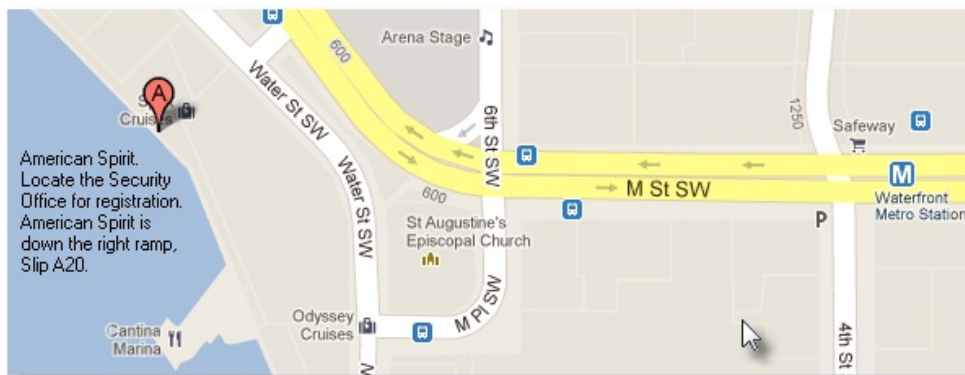 Arena Stage
600
Water St SW
A
Cruises
6th St SW
1250
Safeway
American Spirit.
Locate the Security
Office for registration.
American Spirit is
down the right ramp,
Slip A20.
Water St SW
600
M St SW
M
Waterfront
Metro Station
St Augustine's
Episcopal Church
P
Odyssey
Cruises
M Pl SW
Cantina
Marina
4th St
W